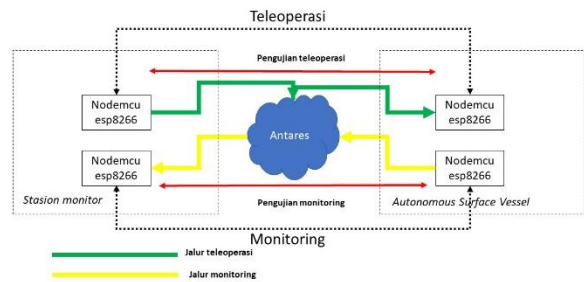 Teleoperasi
Pengujian teleoperasi
Nodemcu
esp8266
Nodemcu
esp8266
Antares
Nodemcu
esp8266
Nodemcu
esp8266
Stasion monitor
Pengujian monitoring
Autonomous Surface Vessel
Monitoring
Jalur teleoperasi
Jalur monitoring